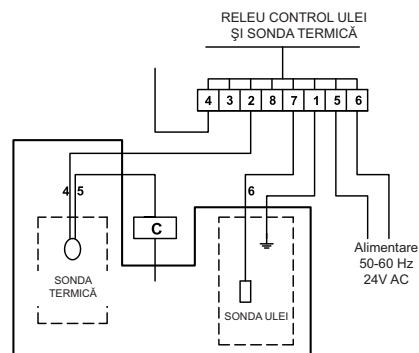 RELEU CONTROL ULEI
ŞI SONDA TERMICĂ
4 3 2 8 7 1 5 6
4 5
6
C
SONDA
TERMICĂ
SONDA ULEI
Alimentare
50-60 Hz
24V AC